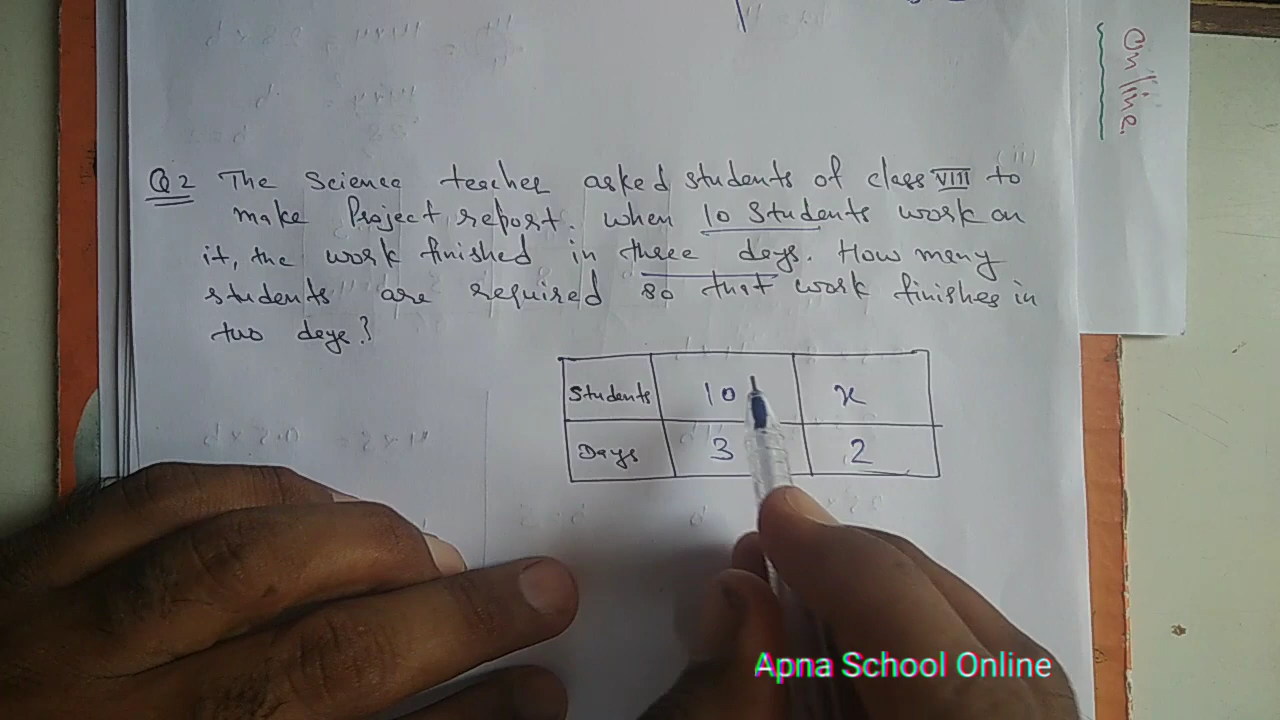 Online
Q2 The Science teacher asked students of class VIII to
make Project report. when 10 students work on
it, the work finished in three days. How many
students are required so that work finishes in
two days?
Students 10 x
Days 3 2
Apna School Online